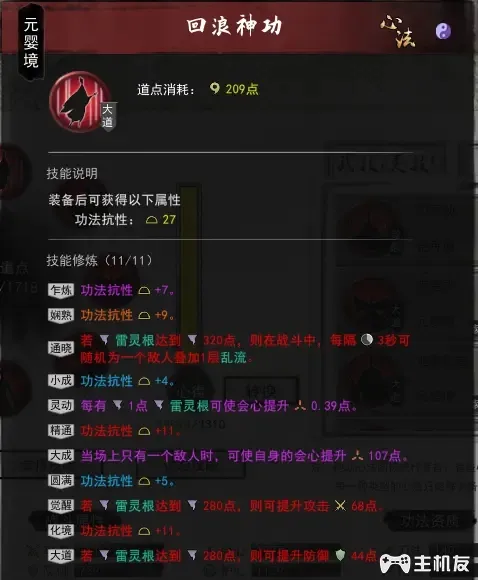 元婴境
回浪神功
心法
大道
道点消耗: 209点
技能说明
装备后可获得以下属性
功法抗性: 27
技能修炼 (11/11)
乍炼 功法抗性 +7。
娴熟 功法抗性 +9。
通晓 若 雷灵根达到 320点, 则在战斗中, 每隔 3秒可
随机为一个敌人叠加1层乱流。
小成 功法抗性 +4。
灵动 每有 1点 雷灵根可使会心提升 0.39点。
精通 功法抗性 +11。
大成 当场上只有一个敌人时, 可使自身的会心提升 107点。
圆满 功法抗性 +5。
觉醒 若 雷灵根达到 280点, 则可提升攻击 68点。
化境 功法抗性 +11。
大道 若 雷灵根达到 280点, 则可提升防御 44点
主机友